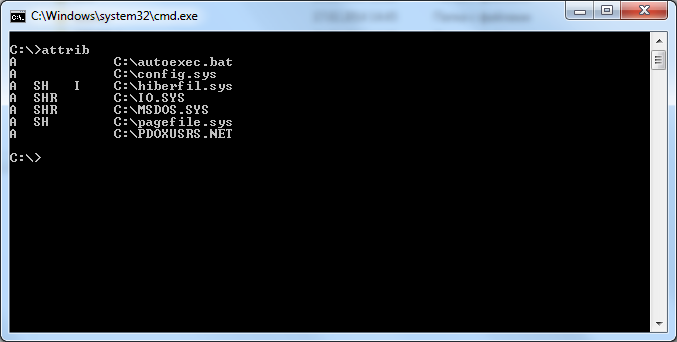 C:\Windows\system32\cmd.exe
C:\>attrib
A            C:\autoexec.bat
A            C:\config.sys
A  SH   I    C:\hiberfil.sys
A  SHR       C:\IO.SYS
A  SHR       C:\MSDOS.SYS
A  SH        C:\pagefile.sys
A            C:\PDOXUSRS.NET
C:\>